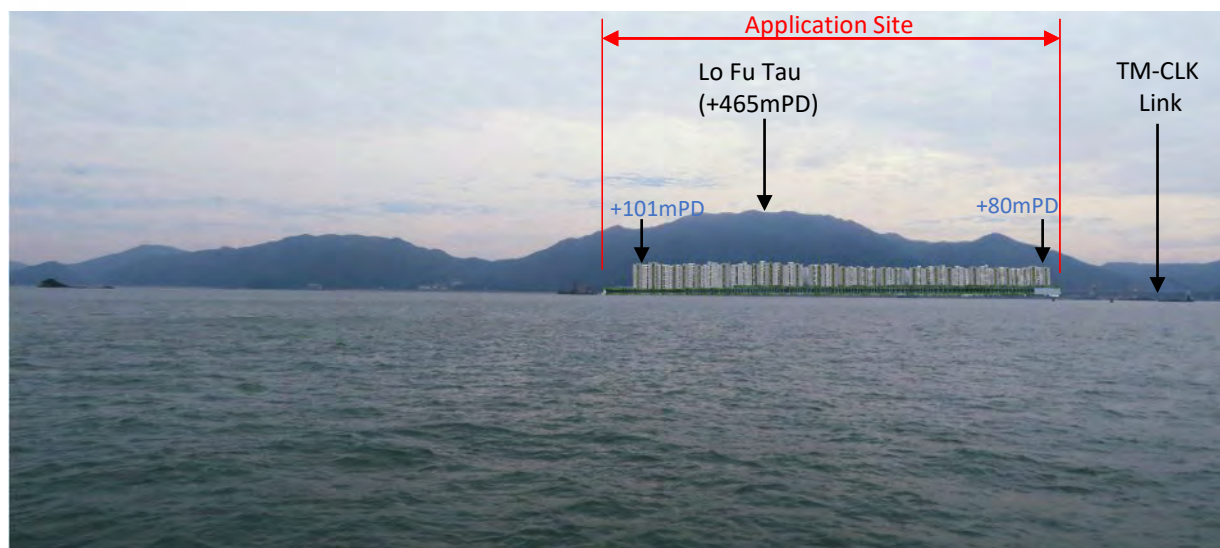 Application Site
Lo Fu Tau
(+465mPD)
TM-CLK
Link
+101mPD
+80mPD